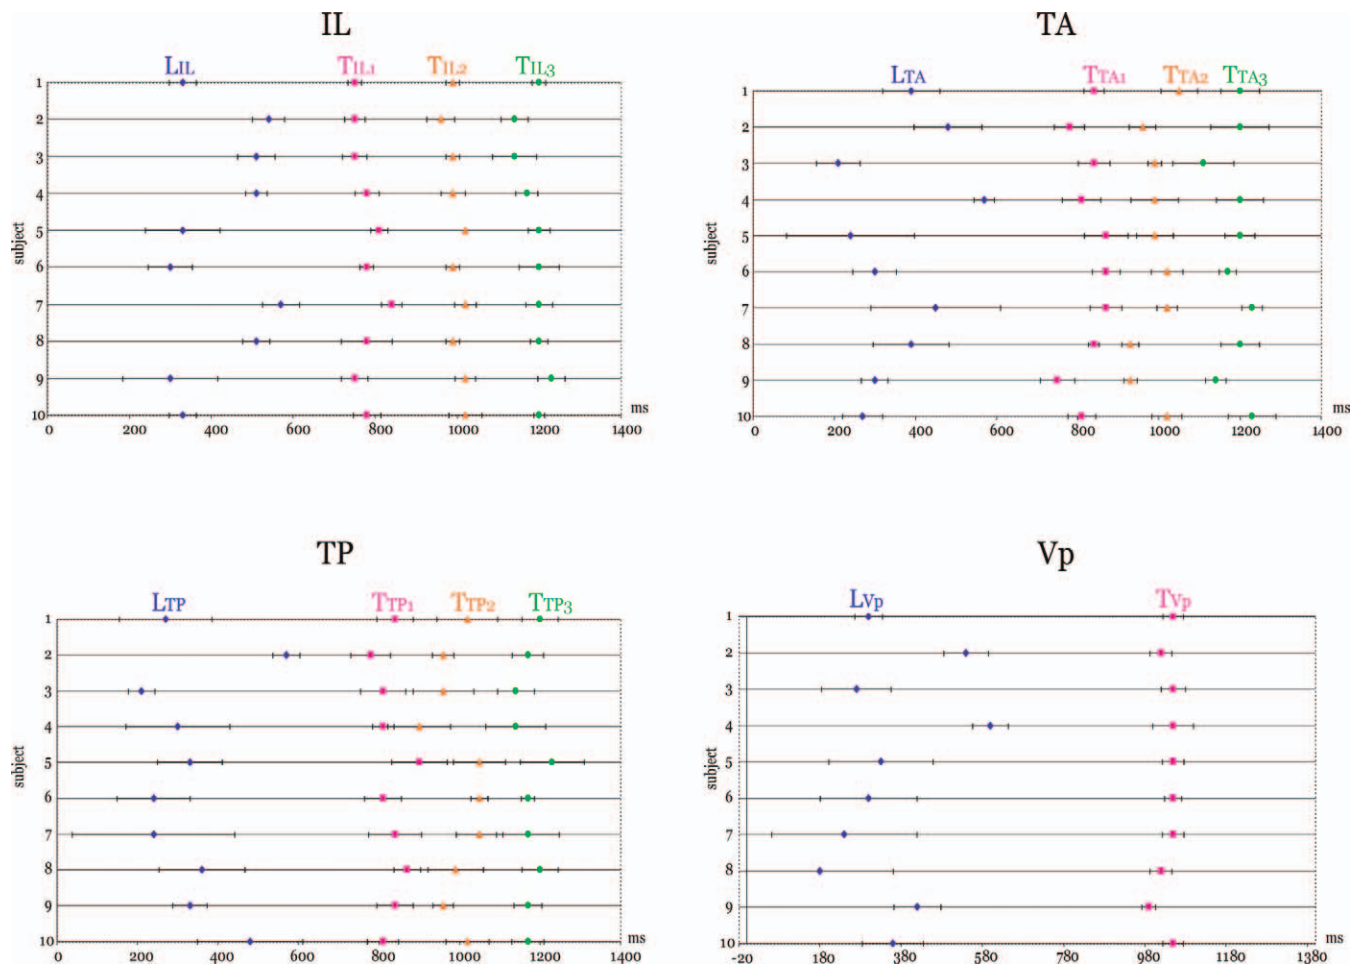 IL
LIL TIL1 TIL2 TIL3
1
2
3
4
5
6
7
8
9
10
subject
ms
0 200 400 600 800 1000 1200 1400
TA
LTA TTA1 TTA2 TTA3
1
2
3
4
5
6
7
8
9
10
subject
ms
0 200 400 600 800 1000 1200 1400
TP
LTP TTP1 TTP2 TTP3
1
2
3
4
5
6
7
8
9
10
subject
ms
0 200 400 600 800 1000 1200 1400
Vp
LVp TVp
1
2
3
4
5
6
7
8
9
10
subject
ms
-20 180 380 580 780 980 1180 1380